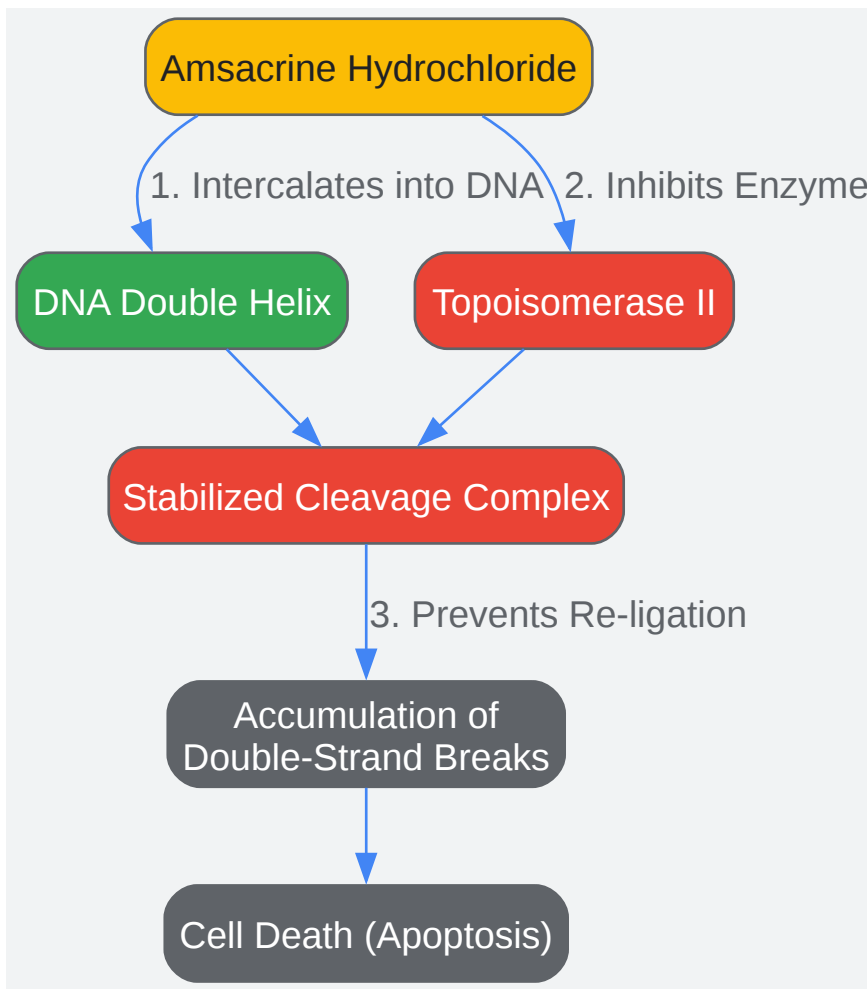 Amsacrine Hydrochloride
1. Intercalates into DNA
2. Inhibits Enzyme
DNA Double Helix
Topoisomerase II
Stabilized Cleavage Complex
3. Prevents Re-ligation
Accumulation of
Double-Strand Breaks
Cell Death (Apoptosis)